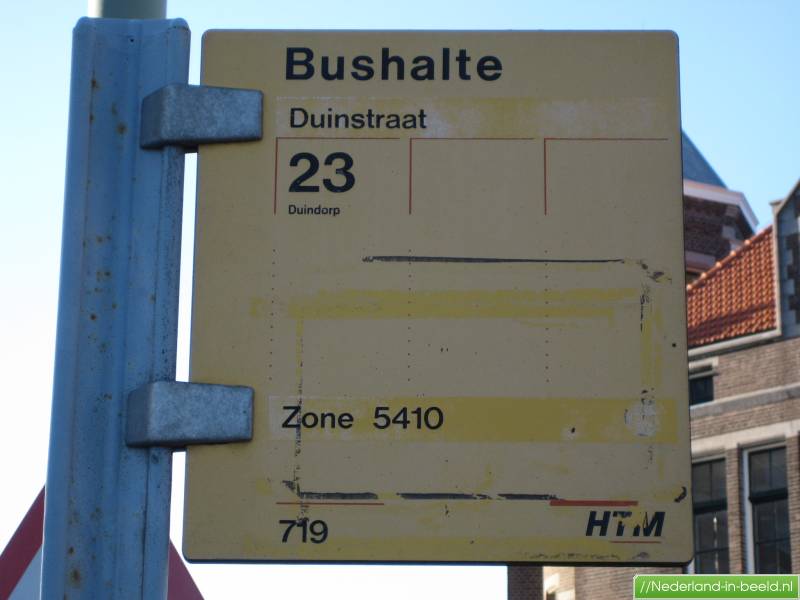 Bushalte
Duinstraat
23
Duindorp
Zone 5410
719
HTM
//Nederland-in-beeld.nl